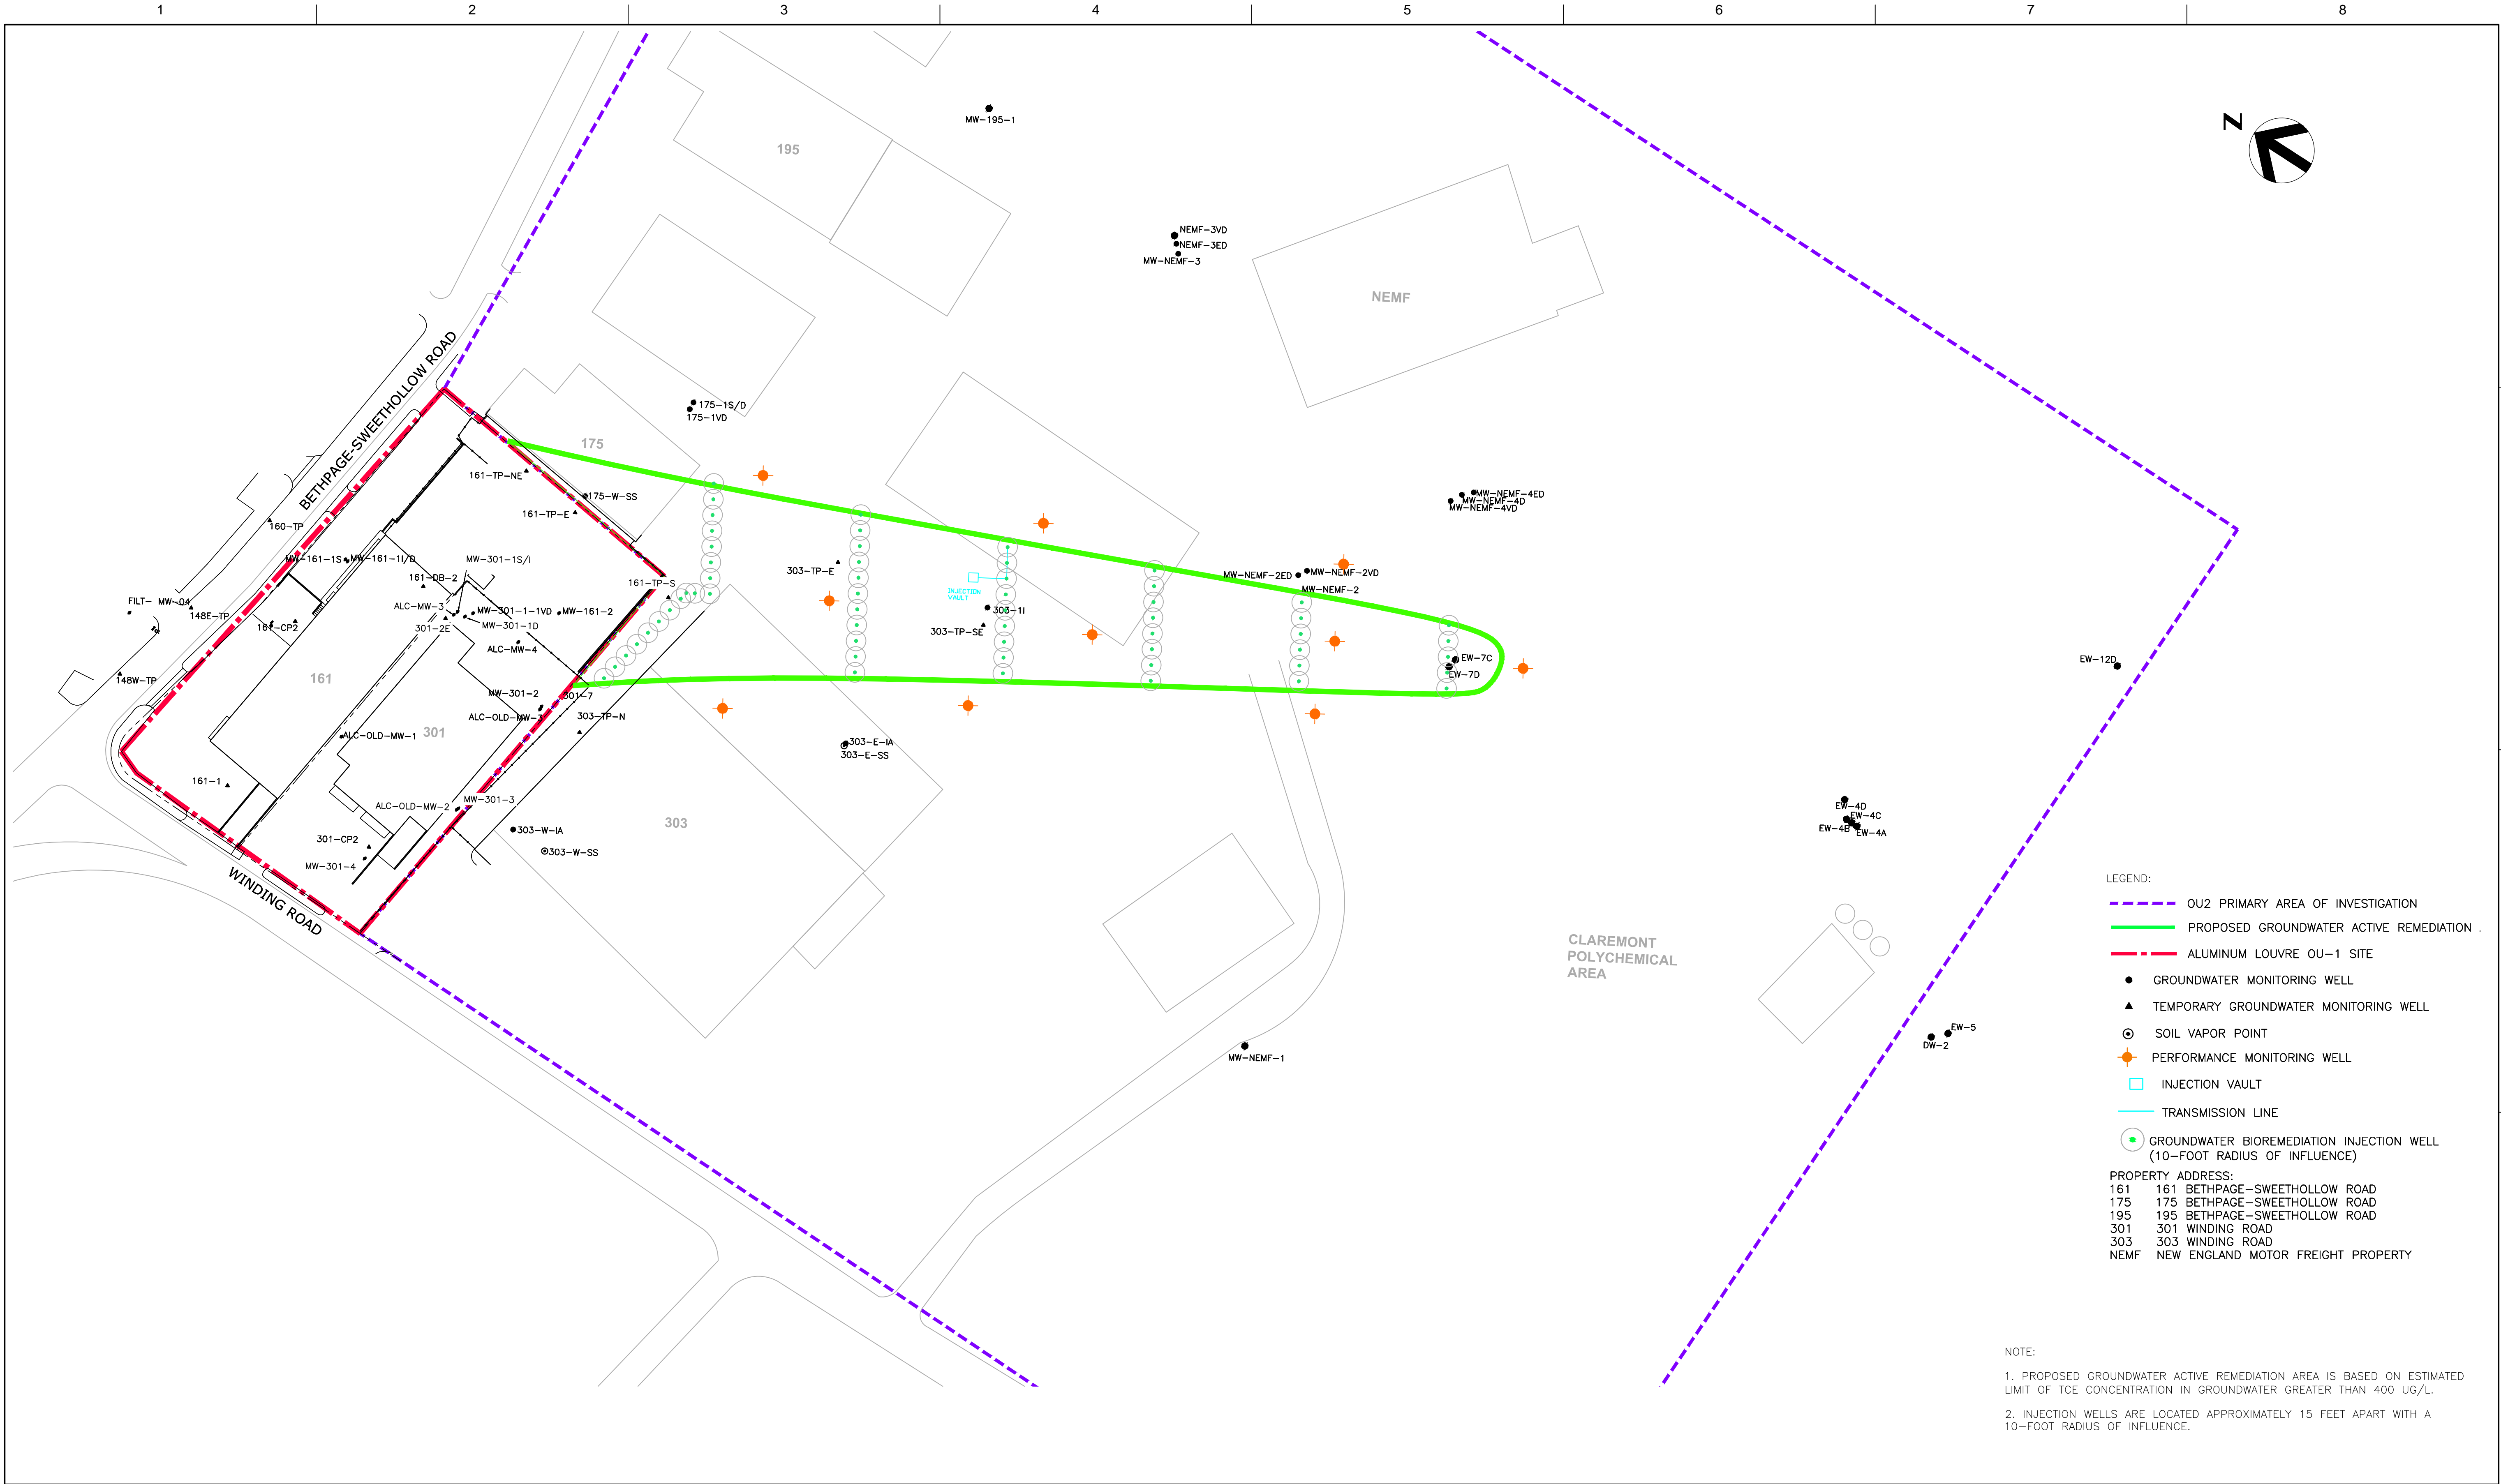 1
2
3
4
5
6
7
8
MW-195-1
195
N
NEMF-3VD
NEMF-3ED
MW-NEMF-3
NEMF
BETHPAGE-SWEETHOLLOW ROAD
175-1S/D
175-1VD
175
161-TP-NE
175-W-SS
161-TP-E
160-TP
MW-NEMF-4ED
MW-NEMF-4D
MW-NEMF-4VD
MW-161-1S
MW-161-1I/D
MW-301-1S/I
161-DB-2
161-TP-S
303-TP-E
INJECTION
VAULT
MW-NEMF-2ED
MW-NEMF-2VD
MW-NEMF-2
FILT- MW-04
148E-TP
ALC-MW-3
MW-301-1-1VD
MW-161-2
303-1I
161-CP2
301-2E
MW-301-1D
303-TP-SE
ALC-MW-4
EW-7C
EW-7D
EW-12D
148W-TP
161
MW-301-2
301-7
ALC-OLD-MW-3
303-TP-N
ALC-OLD-MW-1
301
303-E-IA
303-E-SS
161-1
ALC-OLD-MW-2
MW-301-3
EW-4D
EW-4C
EW-4B
EW-4A
303-W-IA
303
301-CP2
303-W-SS
MW-301-4
WINDING ROAD
CLAREMONT
POLYCHEMICAL
AREA
MW-NEMF-1
EW-5
DW-2
LEGEND:
OU2 PRIMARY AREA OF INVESTIGATION
PROPOSED GROUNDWATER ACTIVE REMEDIATION .
ALUMINUM LOUVRE OU-1 SITE
GROUNDWATER MONITORING WELL
TEMPORARY GROUNDWATER MONITORING WELL
SOIL VAPOR POINT
PERFORMANCE MONITORING WELL
INJECTION VAULT
TRANSMISSION LINE
GROUNDWATER BIOREMEDIATION INJECTION WELL
(10-FOOT RADIUS OF INFLUENCE)
PROPERTY ADDRESS:
161 161 BETHPAGE-SWEETHOLLOW ROAD
175 175 BETHPAGE-SWEETHOLLOW ROAD
195 195 BETHPAGE-SWEETHOLLOW ROAD
301 301 WINDING ROAD
303 303 WINDING ROAD
NEMF NEW ENGLAND MOTOR FREIGHT PROPERTY
NOTE:
1. PROPOSED GROUNDWATER ACTIVE REMEDIATION AREA IS BASED ON ESTIMATED
LIMIT OF TCE CONCENTRATION IN GROUNDWATER GREATER THAN 400 UG/L.
2. INJECTION WELLS ARE LOCATED APPROXIMATELY 15 FEET APART WITH A
10-FOOT RADIUS OF INFLUENCE.